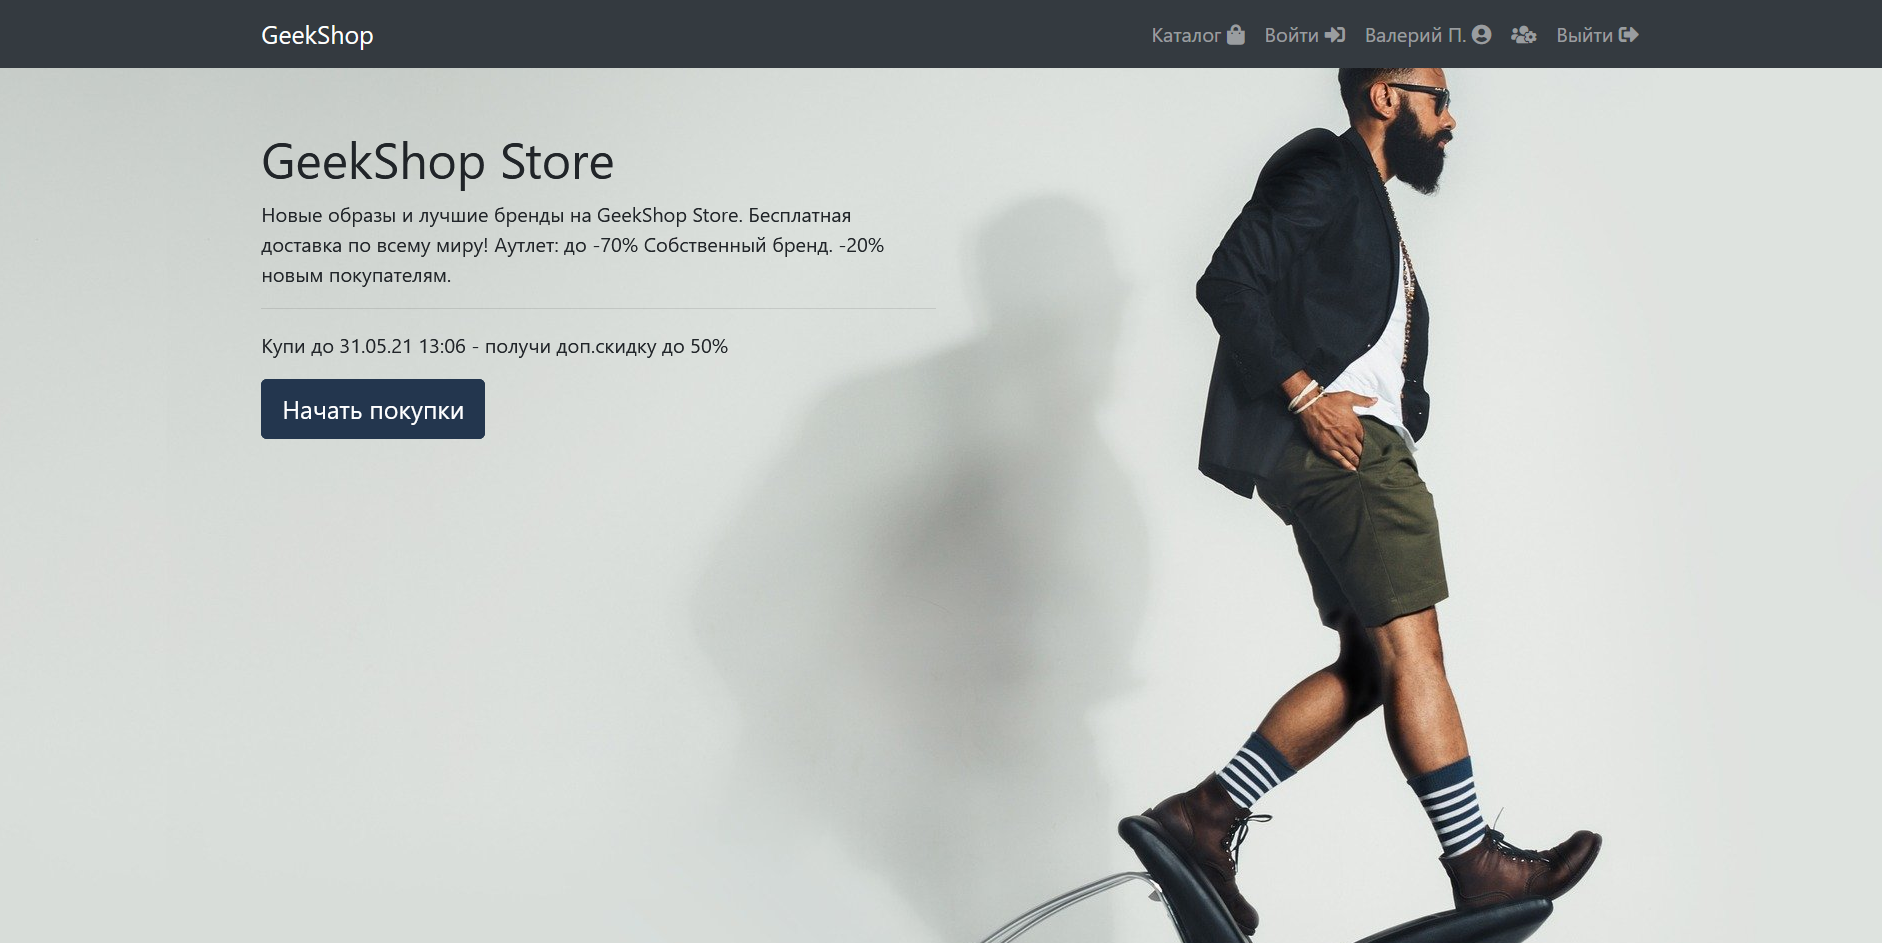 GeekShop
Каталог
Войти
Валерий П.
Выйти
GeekShop Store
Новые образы и лучшие бренды на GeekShop Store. Бесплатная
доставка по всему миру! Аутлет: до -70% Собственный бренд. -20%
новым покупателям.
Купи до 31.05.21 13:06 - получи доп.скидку до 50%
Начать покупки